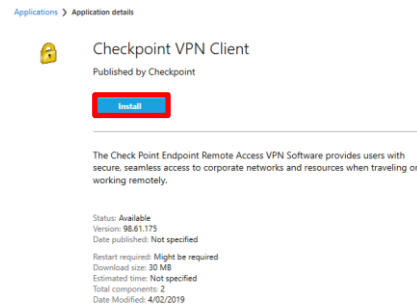 Applications > Application details
Checkpoint VPN Client
Published by Checkpoint
Install
The Check Point Endpoint Remote Access VPN Software provides users with
secure, seamless access to corporate networks and resources when traveling or
working remotely.
Status: Available
Version: 98.61.175
Date published: Not specified
Restart required: Might be required
Download size: 30 MB
Estimated time: Not specified
Total components: 2
Date Modified: 4/02/2019